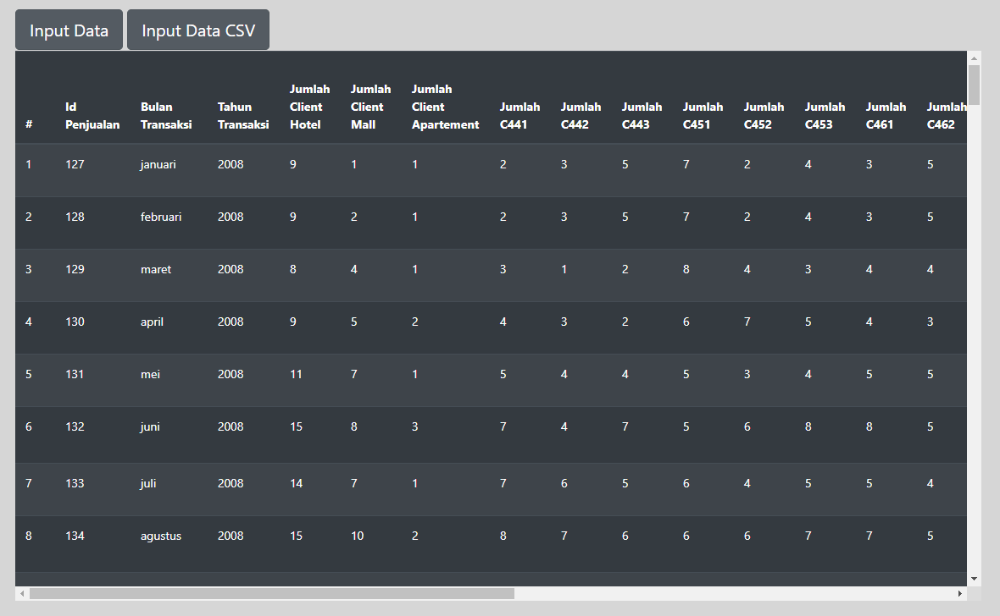 Input Data Input Data CSV
# Id Penjualan Bulan Transaksi Tahun Transaksi Jumlah Client Hotel Jumlah Client Mall Jumlah Client Apartement Jumlah C441 Jumlah C442 Jumlah C443 Jumlah C451 Jumlah C452 Jumlah C453 Jumlah C461 Jumlah C462
1 127 januari 2008 9 1 1 2 3 5 7 2 4 3 5
2 128 februari 2008 9 2 1 2 3 5 7 2 4 3 5
3 129 maret 2008 8 4 1 3 1 2 8 4 3 4 4
4 130 april 2008 9 5 2 4 3 2 6 7 5 4 3
5 131 mei 2008 11 7 1 5 4 4 5 3 4 5 5
6 132 juni 2008 15 8 3 7 4 7 5 6 8 8 5
7 133 juli 2008 14 7 1 7 6 5 6 4 5 5 4
8 134 agustus 2008 15 10 2 8 7 6 6 6 7 7 5